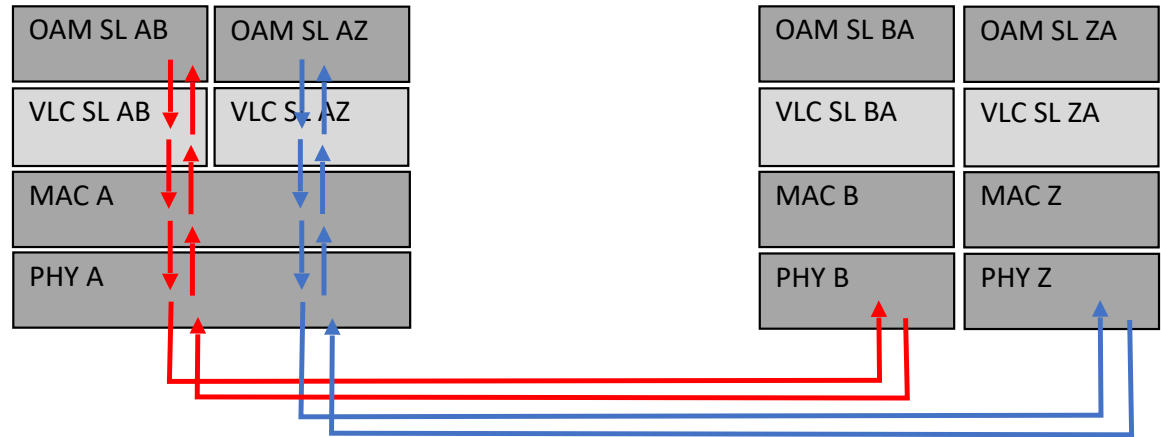 OAM SL AB
OAM SL AZ
OAM SL BA
OAM SL ZA
VLC SL AB
VLC SL AZ
VLC SL BA
VLC SL ZA
MAC A
MAC B
MAC Z
PHY A
PHY B
PHY Z